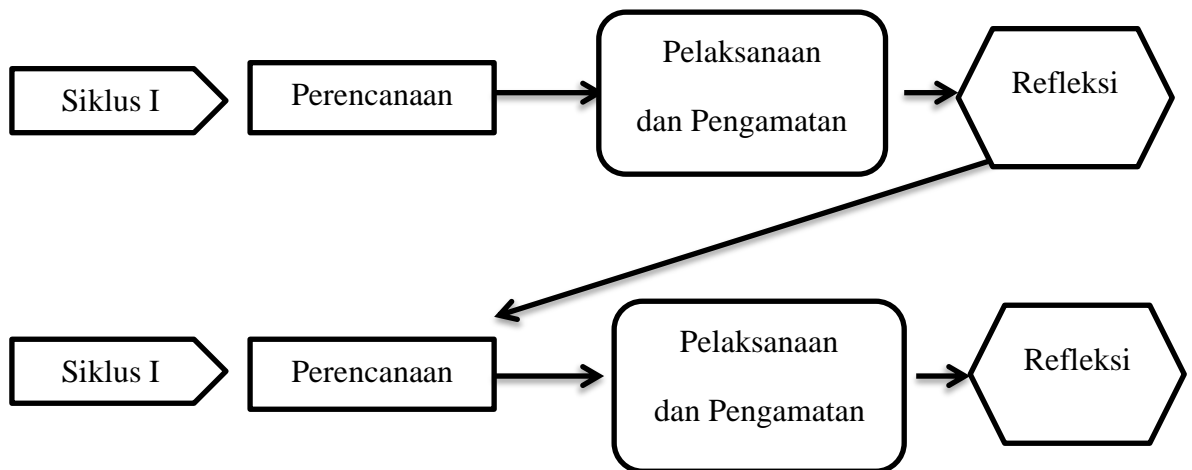 Siklus I
Perencanaan
Pelaksanaan
dan Pengamatan
Refleksi
Siklus I
Perencanaan
Pelaksanaan
dan Pengamatan
Refleksi